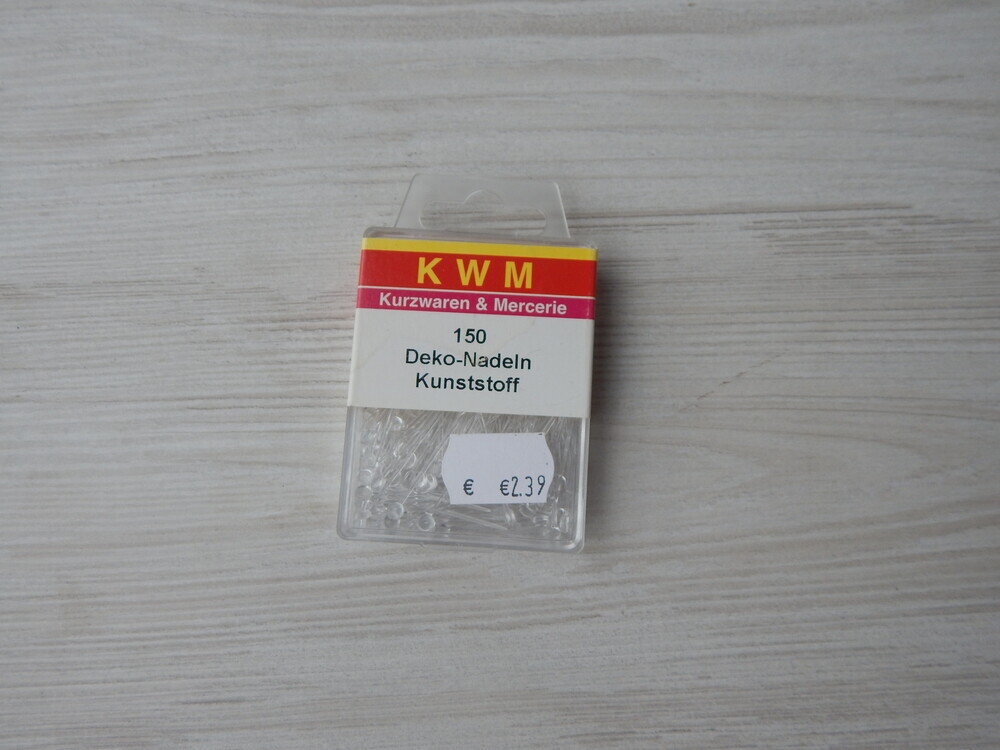 K W M
Kurzwaren & Mercerie
150
Deko-Nadeln
Kunststoff
€ €2.39